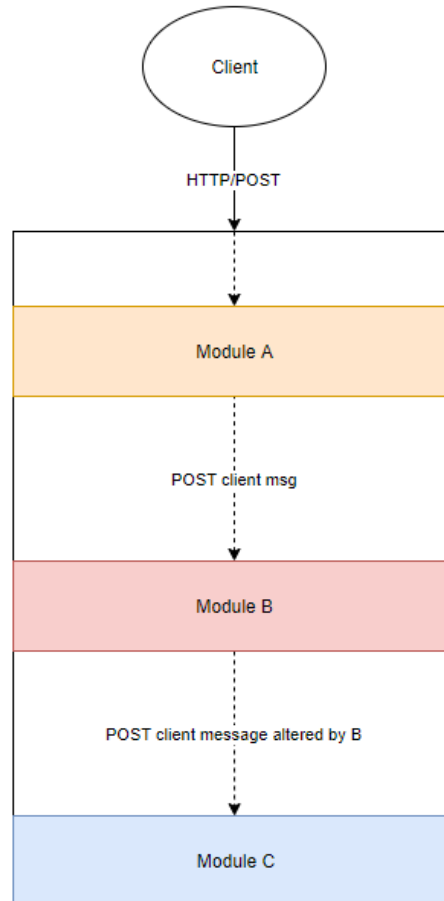 Client
HTTP/POST
Module A
POST client msg
Module B
POST client message altered by B
Module C